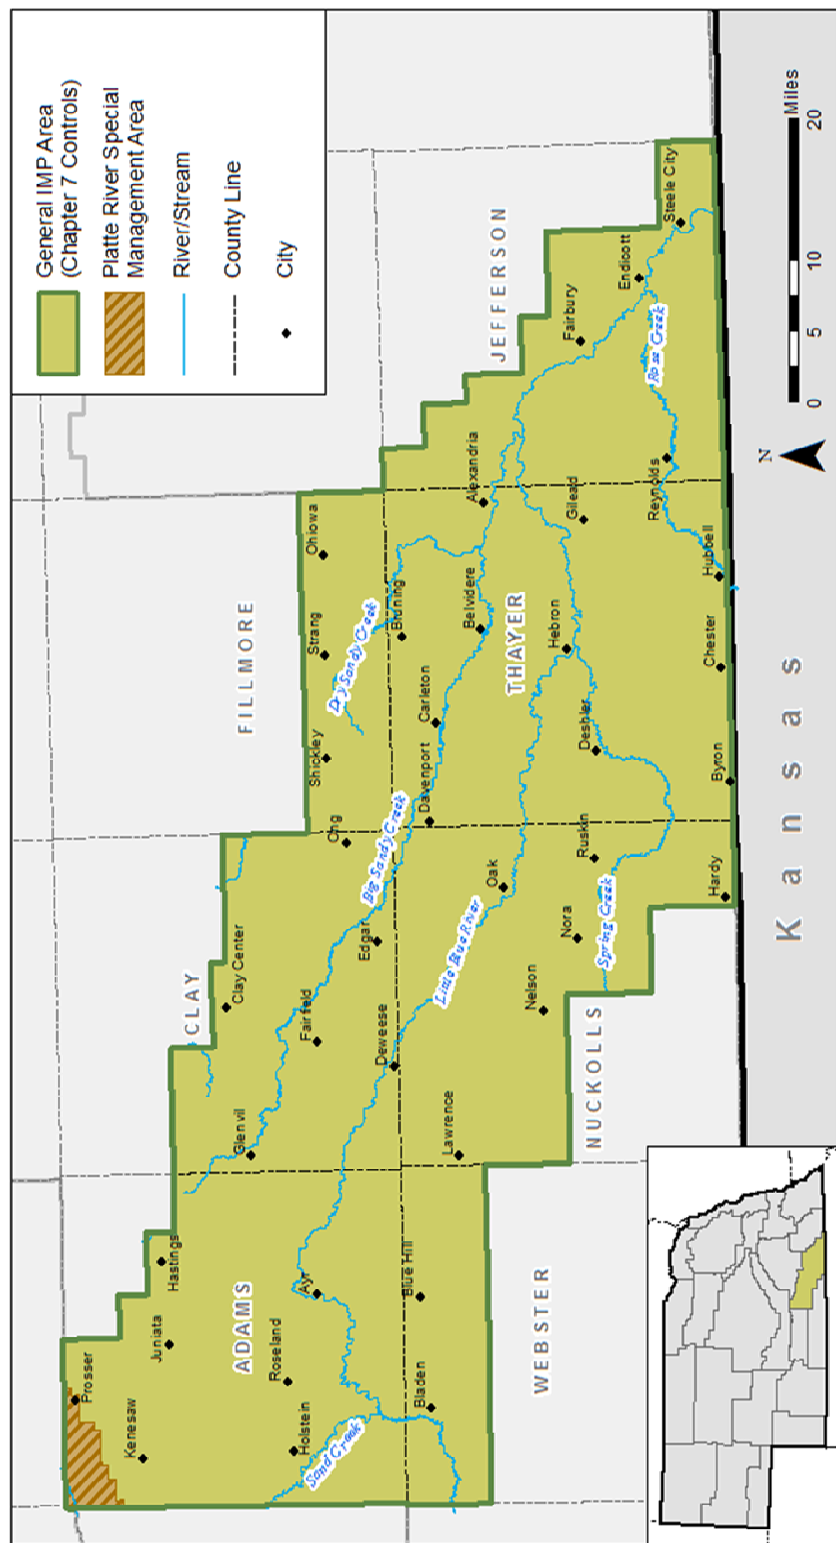 General IMP Area
(Chapter 7 Controls)
Platte River Special
Management Area
River/Stream
County Line
City
FILLMORE
CLAY
JEFFERSON
ADAMS
THAYER
WEBSTER
NUCKOLLS
Kansas
Prosser
Kenesaw
Juniata
Hastings
Holstein
Roseland
Ayr
Bladen
Blue Hill
Sand Creek
Glenvil
Fairfield
Clay Center
Edgar
Ong
Deweese
Lawrence
Nelson
Nora
Oak
Ruskin
Hardy
Little Blue River
Big Sandy Creek
Spring Creek
Shickley
Strang
Ohiowa
Dry Sandy Creek
Bruning
Davenport
Carleton
Belvidere
Alexandria
Hebron
Gilead
Deshler
Byron
Chester
Hubbell
Reynolds
Rose Creek
Fairbury
Endicott
Steele City
N
0 5 10 20
Miles